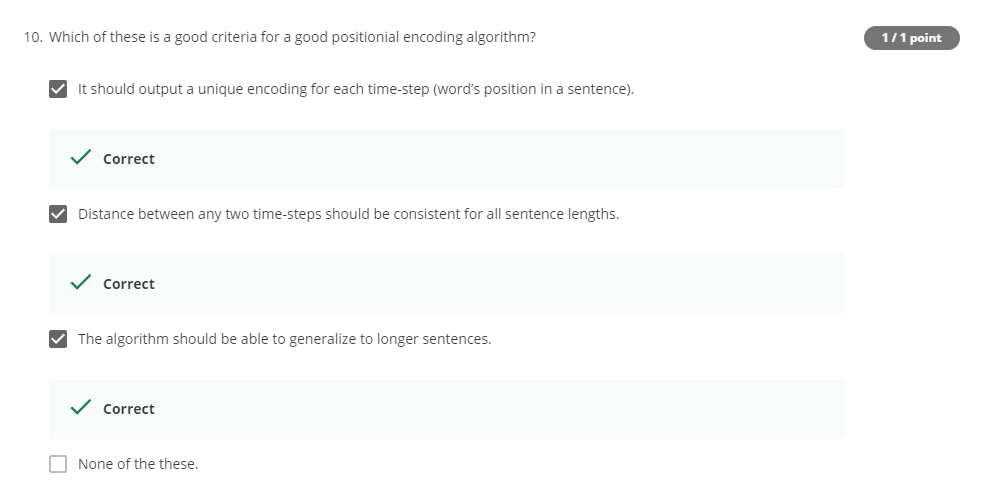 10. Which of these is a good criteria for a good positionial encoding algorithm?
1 / 1 point
It should output a unique encoding for each time-step (word's position in a sentence).
Correct
Distance between any two time-steps should be consistent for all sentence lengths.
Correct
The algorithm should be able to generalize to longer sentences.
Correct
None of the these.